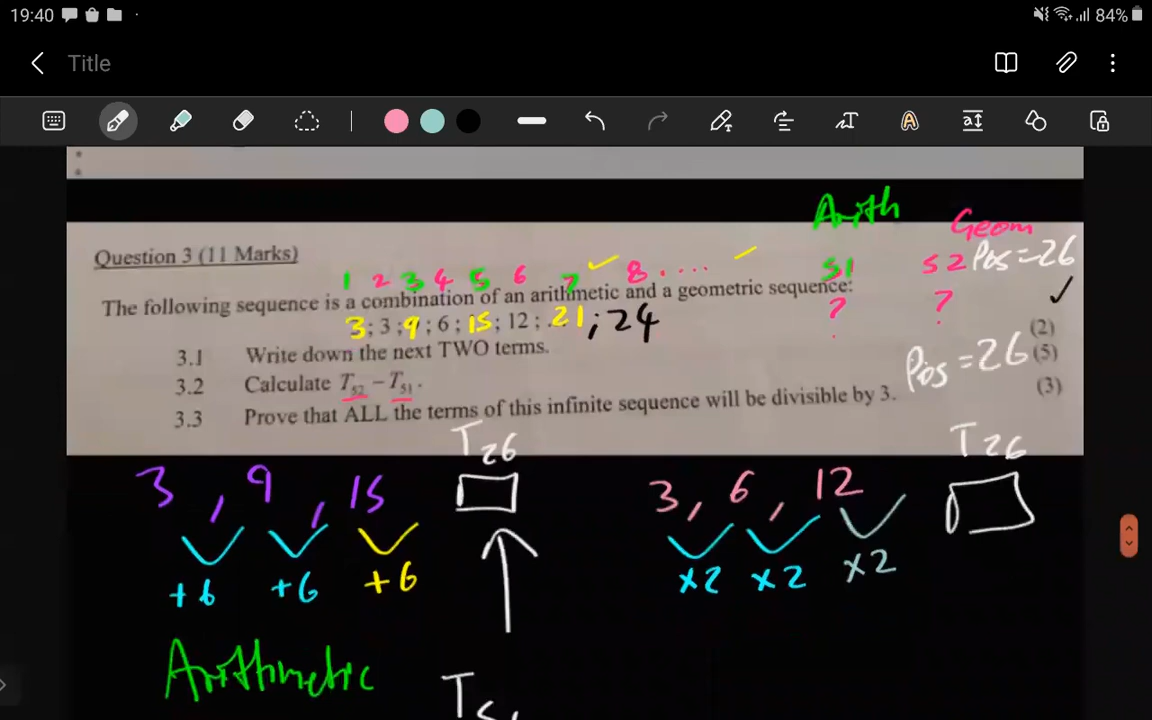 19:40 84%
Title
Arith Geom
Question 3 (11 Marks) S1 S2 Pos=26
1 2 3 4 5 6 7 8 ....
The following sequence is a combination of an arithmetic and a geometric sequence:
? ?
3; 3; 9; 6; 15; 12; ... 21; 24
3.1 Write down the next TWO terms. (2)
3.2 Calculate T52 − T51. Pos=26 (5)
3.3 Prove that ALL the terms of this infinite sequence will be divisible by 3. (3)
T26 T26
3, 9, 15 3, 6, 12
+6 +6 +6 ×2 ×2 ×2
Arithmetic